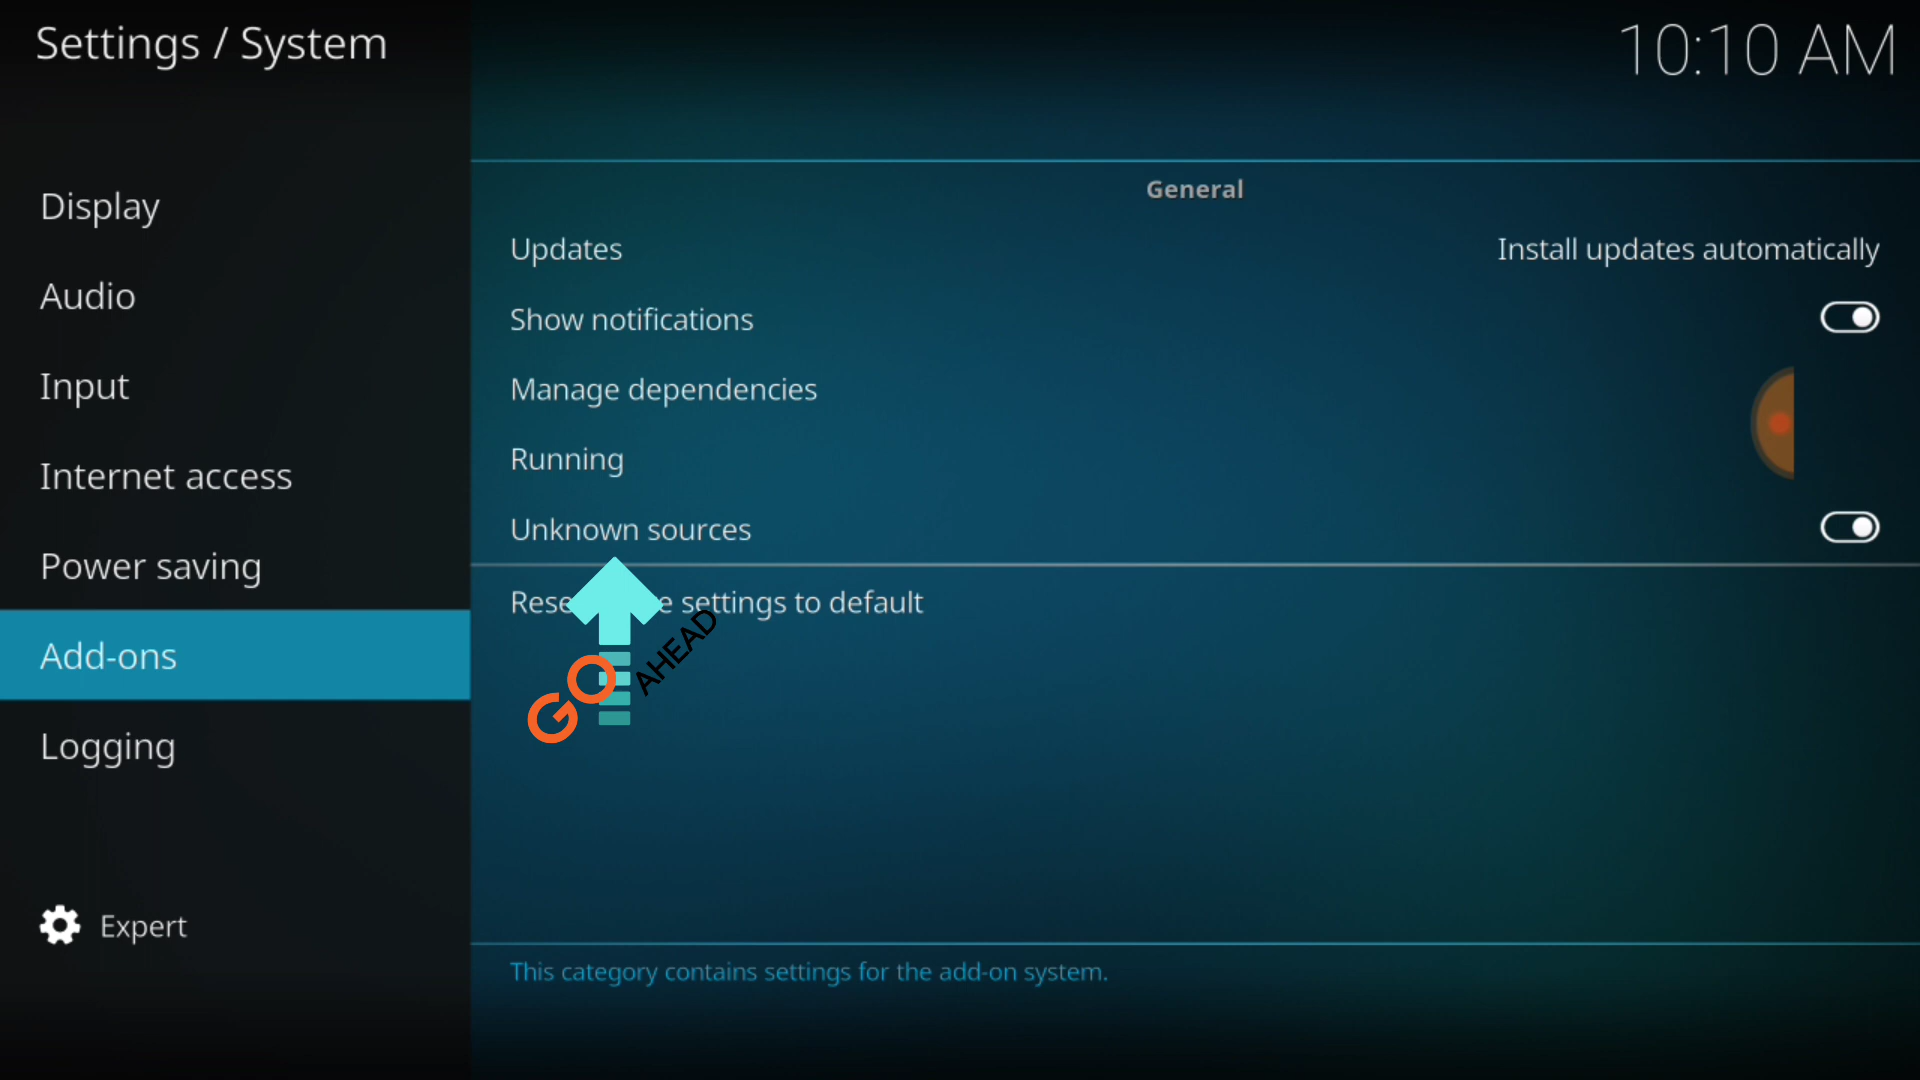 Settings / System
10:10 AM
Display
Audio
Input
Internet access
Power saving
Add-ons
Logging
Expert
General
Updates
Install updates automatically
Show notifications
Manage dependencies
Running
Unknown sources
settings to default
GO AHEAD
This category contains settings for the add-on system.